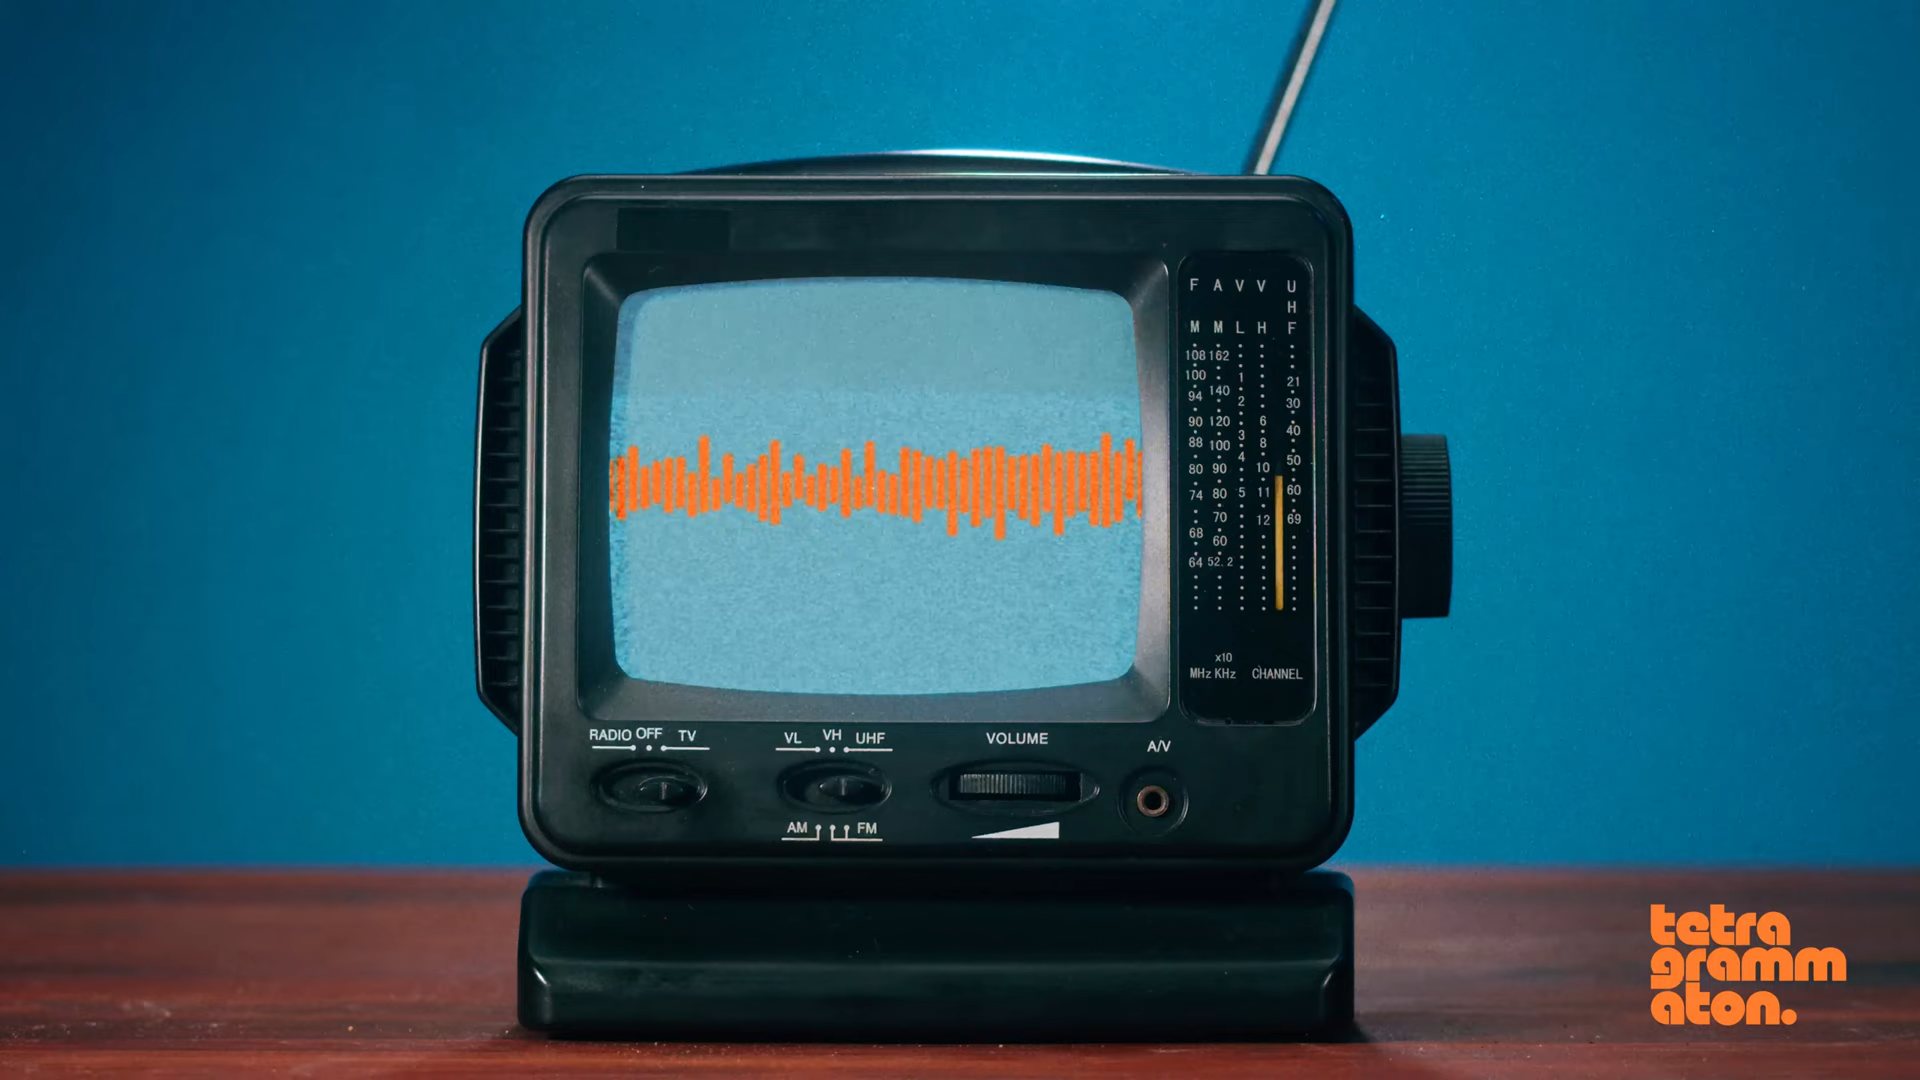 F A V V U
H
M M L H F
108 162
100
1
21
94
140
2
30
90 120
6
40
88 100
3
8
4
50
80 90
10
74 80 5 11 60
70
12 69
68
60
64 52.2
x10
MHz KHz CHANNEL
RADIO OFF TV
VL VH UHF
VOLUME
A/V
AM FM
tetra
gramm
aton.